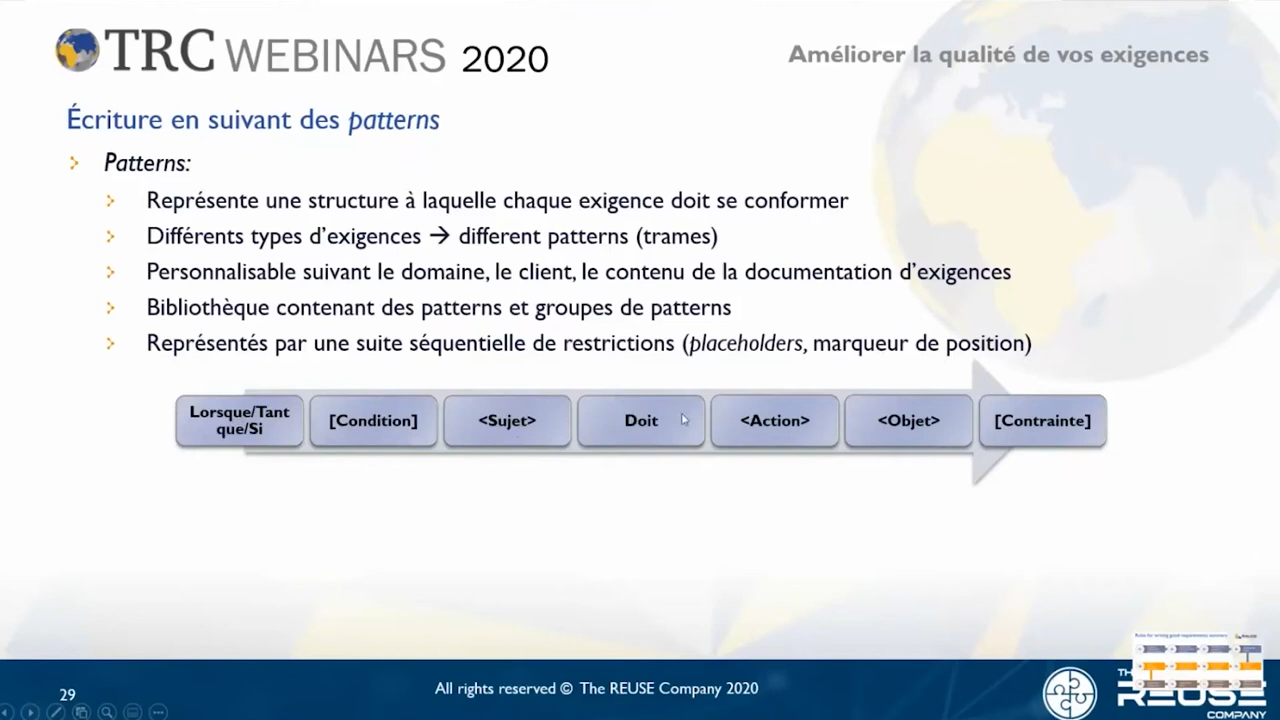 TRC WEBINARS 2020
Améliorer la qualité de vos exigences
Écriture en suivant des patterns
Patterns:
Représente une structure à laquelle chaque exigence doit se conformer
Différents types d'exigences → different patterns (trames)
Personnalisable suivant le domaine, le client, le contenu de la documentation d'exigences
Bibliothèque contenant des patterns et groupes de patterns
Représentés par une suite séquentielle de restrictions (placeholders, marqueur de position)
Lorsque/Tant
que/Si
[Condition]
<Sujet>
Doit
<Action>
<Objet>
[Contrainte]
29
All rights reserved © The REUSE Company 2020
REUSE
COMPANY